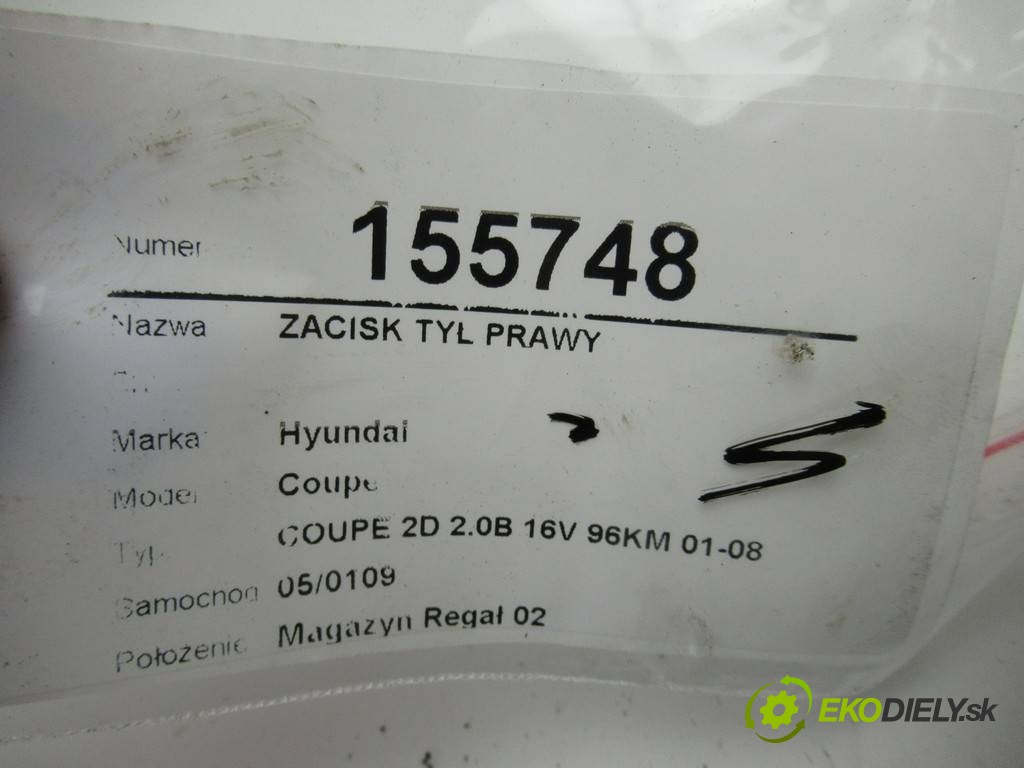 Numer 155748
Nazwa ZACISK TYŁ PRAWY
Marka Hyundai
Model Coupe
Typ COUPE 2D 2.0B 16V 96KM 01-08
Samochod 05/0109
Położenie Magazyn Regał 02
EKODIELY.sk